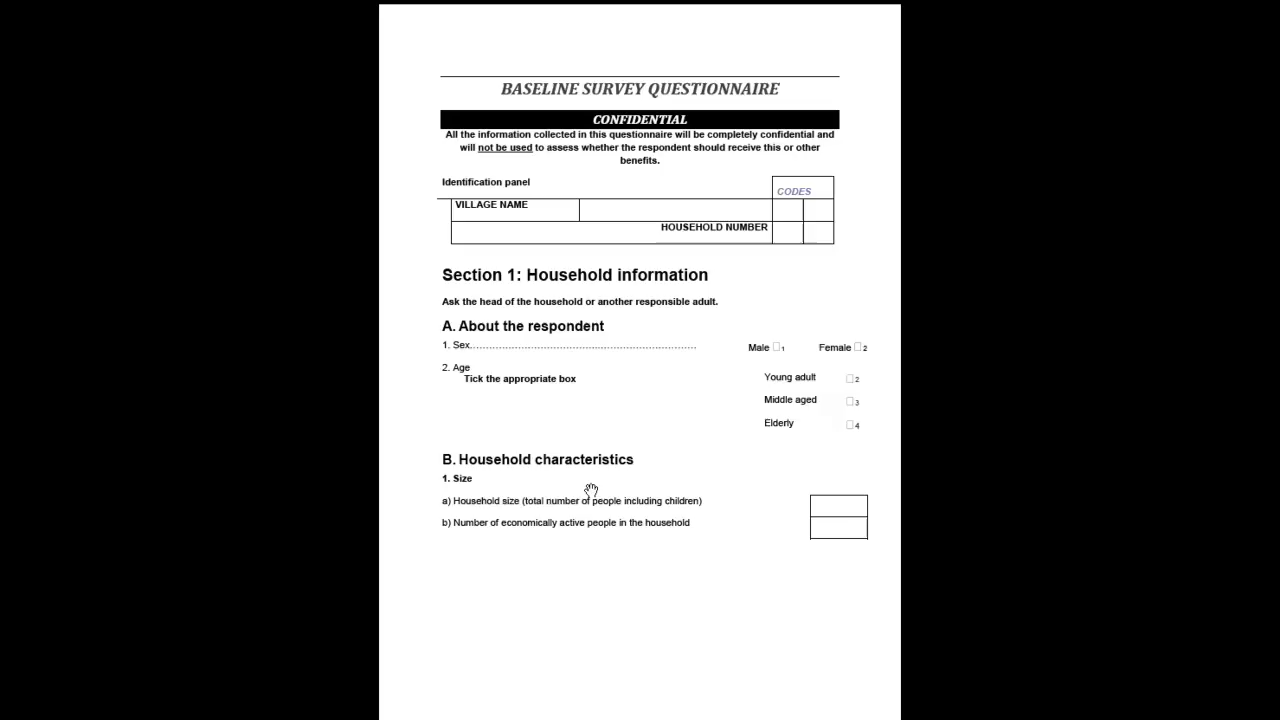 BASELINE SURVEY QUESTIONNAIRE
CONFIDENTIAL
All the information collected in this questionnaire will be completely confidential and
will not be used to assess whether the respondent should receive this or other
benefits.
Identification panel
CODES
VILLAGE NAME
HOUSEHOLD NUMBER
Section 1: Household information
Ask the head of the household or another responsible adult.
A. About the respondent
1. Sex.................................................................... Male 1 Female 2
2. Age
Tick the appropriate box
Young adult 2
Middle aged 3
Elderly 4
B. Household characteristics
1. Size
a) Household size (total number of people including children)
b) Number of economically active people in the household